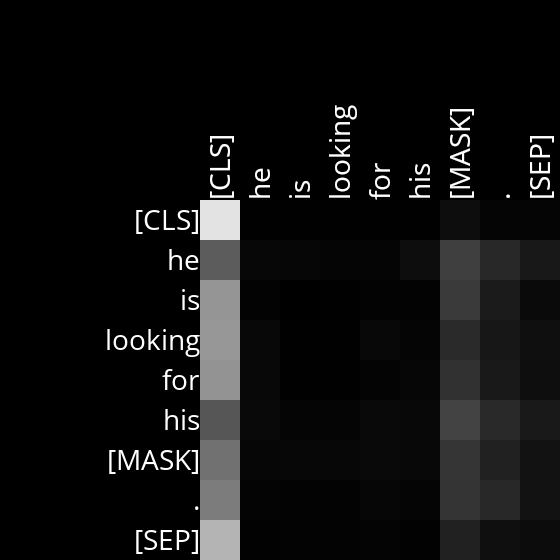 [CLS] he is looking for his [MASK] . [SEP]
[CLS]
he
is
looking
for
his
[MASK]
.
[SEP]